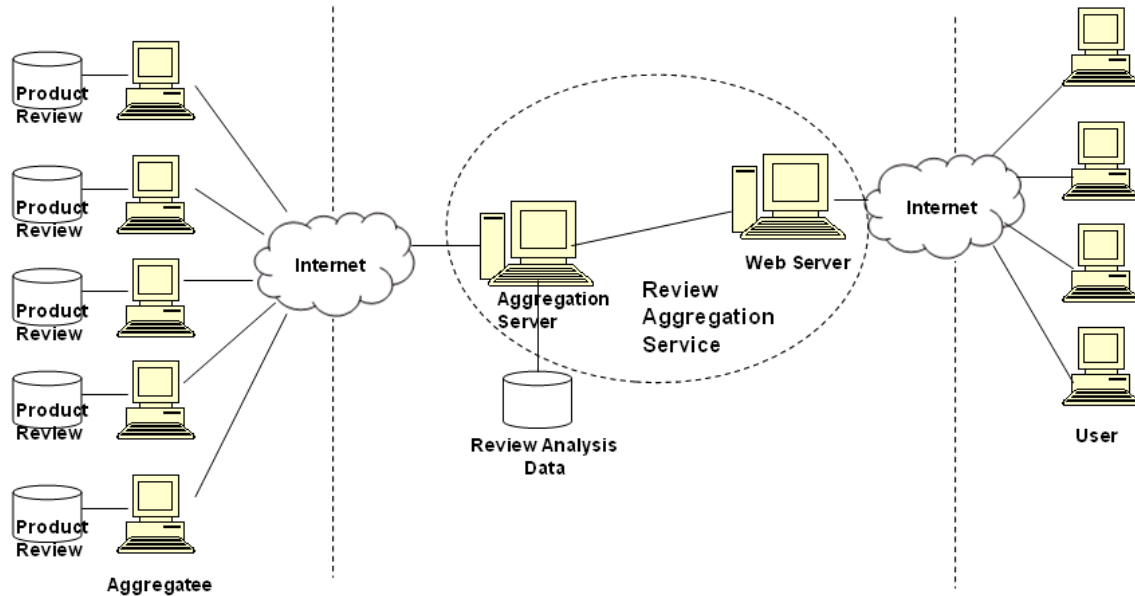 Product
Review
Product
Review
Product
Review
Product
Review
Product
Review
Aggregatee
Internet
Aggregation
Server
Review Analysis
Data
Web Server
Review
Aggregation
Service
Internet
User